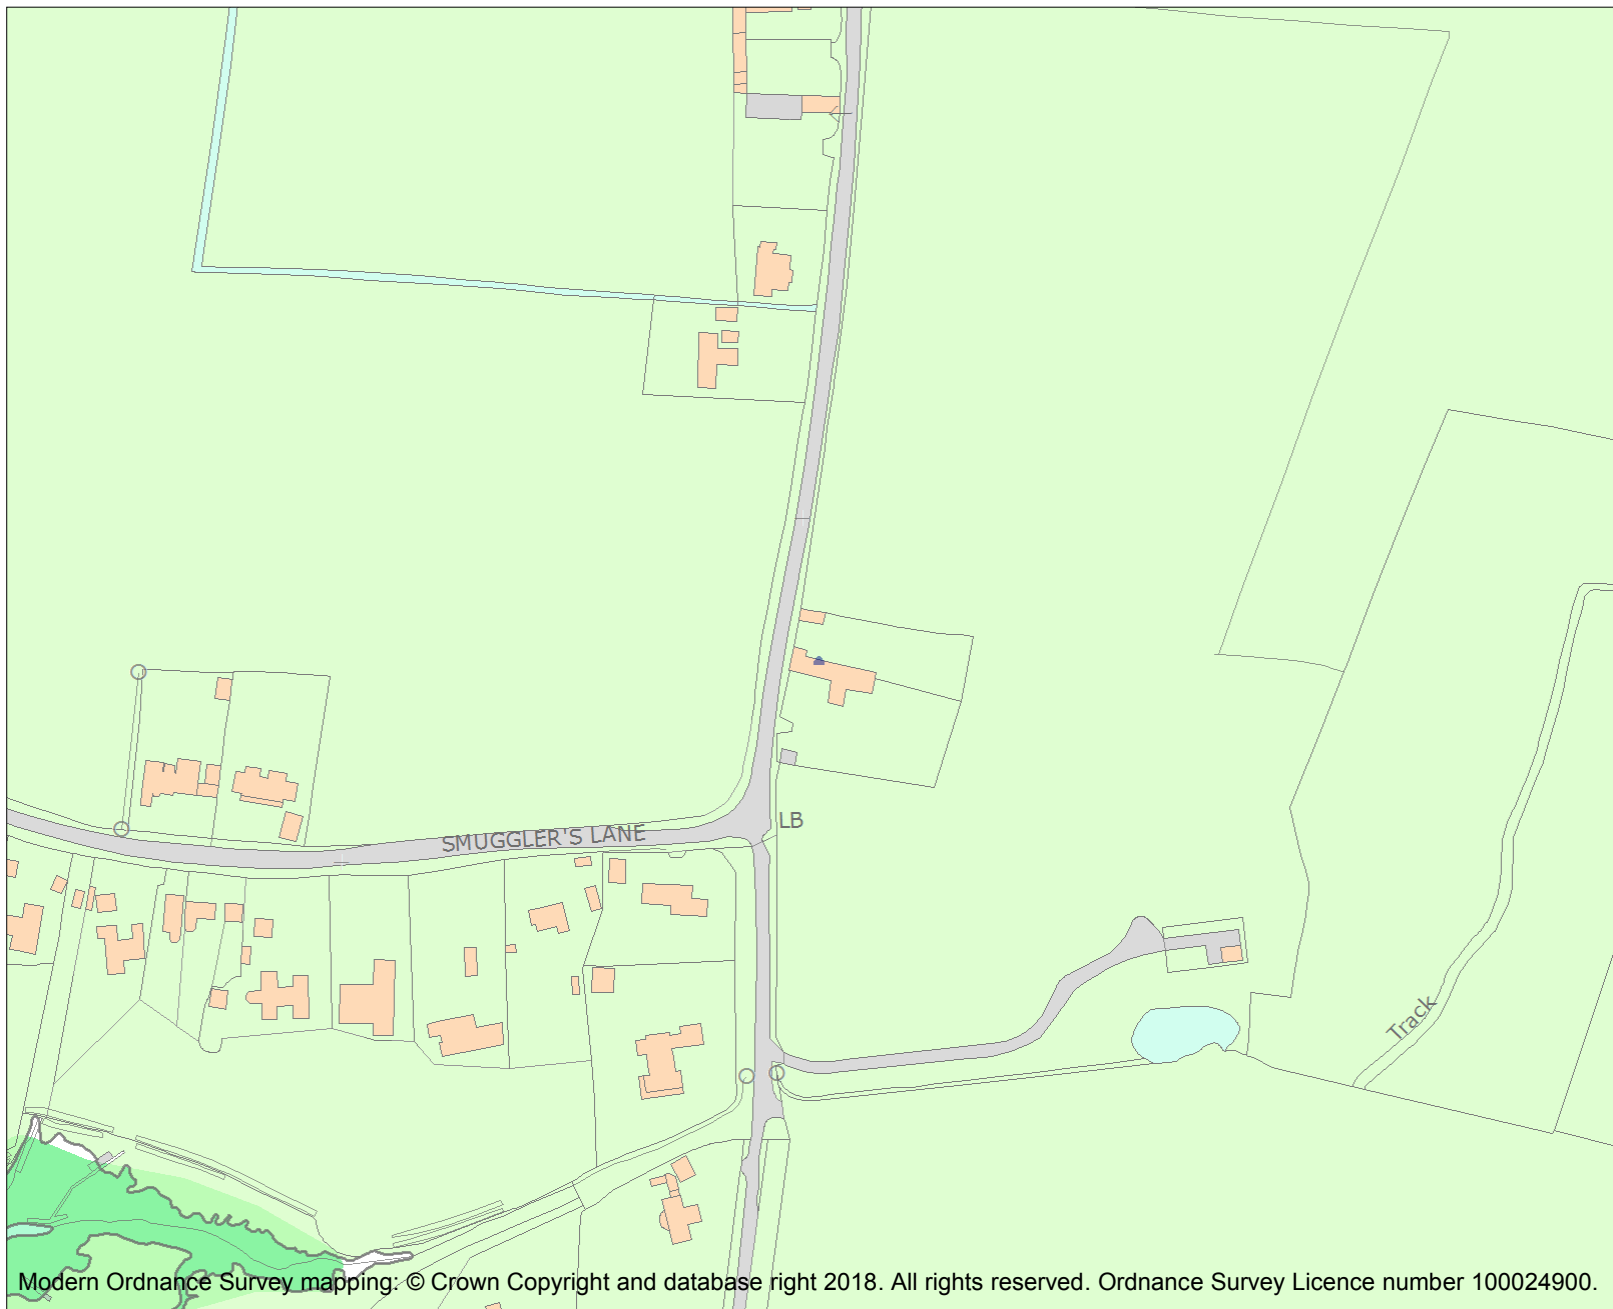 SMUGGLER'S LANE
LB
Track
Modern Ordnance Survey mapping: © Crown Copyright and database right 2018. All rights reserved. Ordnance Survey Licence number 100024900.